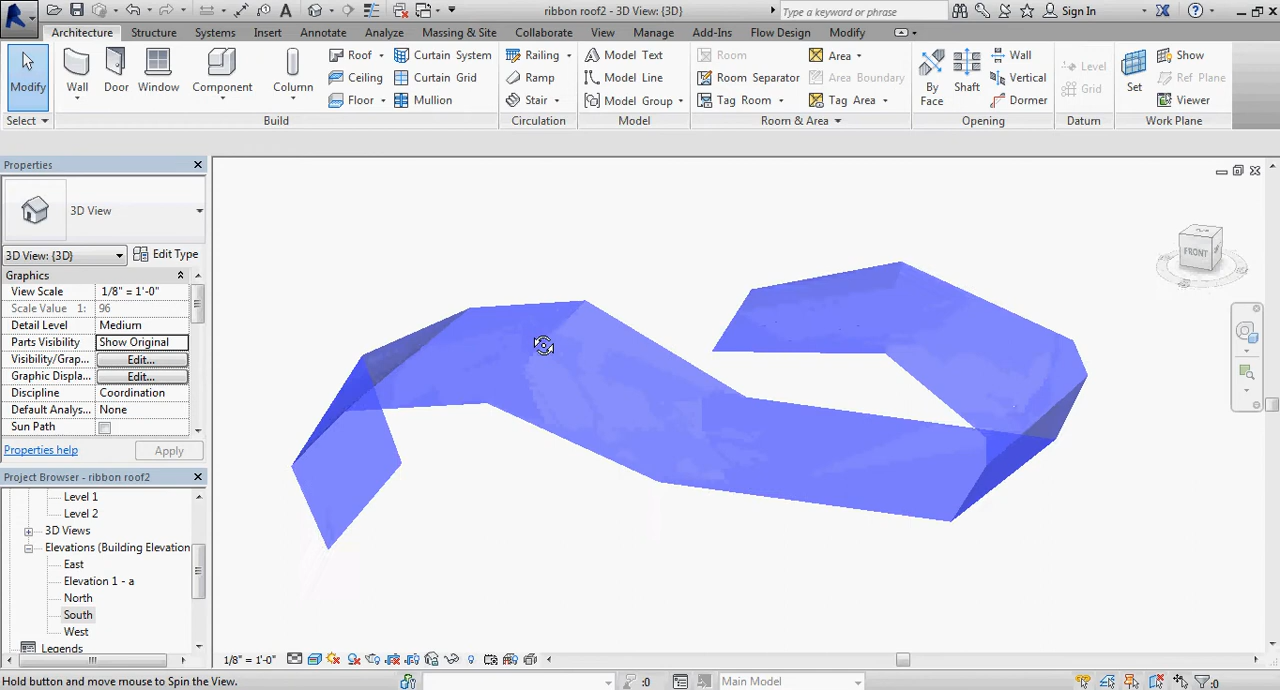 ribbon roof2 - 3D View: {3D}
Type a keyword or phrase
Sign In
Architecture Structure Systems Insert Annotate Analyze Massing & Site Collaborate View Manage Add-Ins Flow Design Modify
Modify
Select
Wall
Door
Window
Component
Column
Roof
Ceilin
Floor
Curtain System
Curtain Grid
Mullion
Build
Railing
Ramp
Stair
Circulation
Model Text
Model Line
Model Group
Model
Room
Room Separator
Tag Room
Area
Area Boundary
Tag Area
Room & Area
By
Face
Shaft
Wall
Vertical
Dormer
Opening
Level
Grid
Datum
Set
Show
Ref Plane
Viewer
Work Plane
Properties
3D View
3D View: {3D}
Edit Type
Graphics
View Scale 1/8" = 1'-0"
Scale Value 1: 96
Detail Level Medium
Parts Visibility Show Original
Visibility/Grap... Edit...
Graphic Displa... Edit...
Discipline Coordination
Default Analys... None
Sun Path
Properties help
Apply
Project Browser - ribbon roof2
Level 1
Level 2
3D Views
Elevations (Building Elevation
East
Elevation 1 - a
North
South
West
Legends
FRONT
1/8" = 1'-0"
Hold button and move mouse to Spin the View.
:0
Main Model
:0